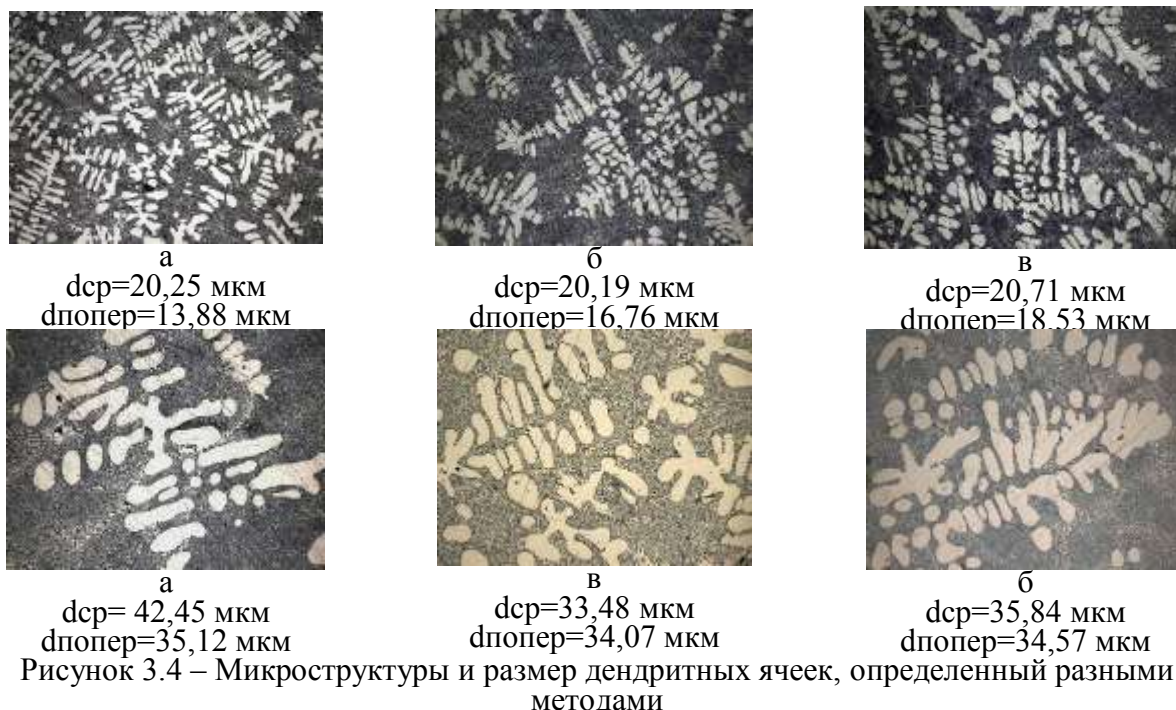 а
dср=20,25 мкм
dпопер=13,88 мкм
б
dср=20,19 мкм
dпопер=16,76 мкм
в
dср=20,71 мкм
dпопер=18,53 мкм
а
dср= 42,45 мкм
dпопер=35,12 мкм
в
dср=33,48 мкм
dпопер=34,07 мкм
б
dср=35,84 мкм
dпопер=34,57 мкм
Рисунок 3.4 – Микроструктуры и размер дендритных ячеек, определенный разными
методами